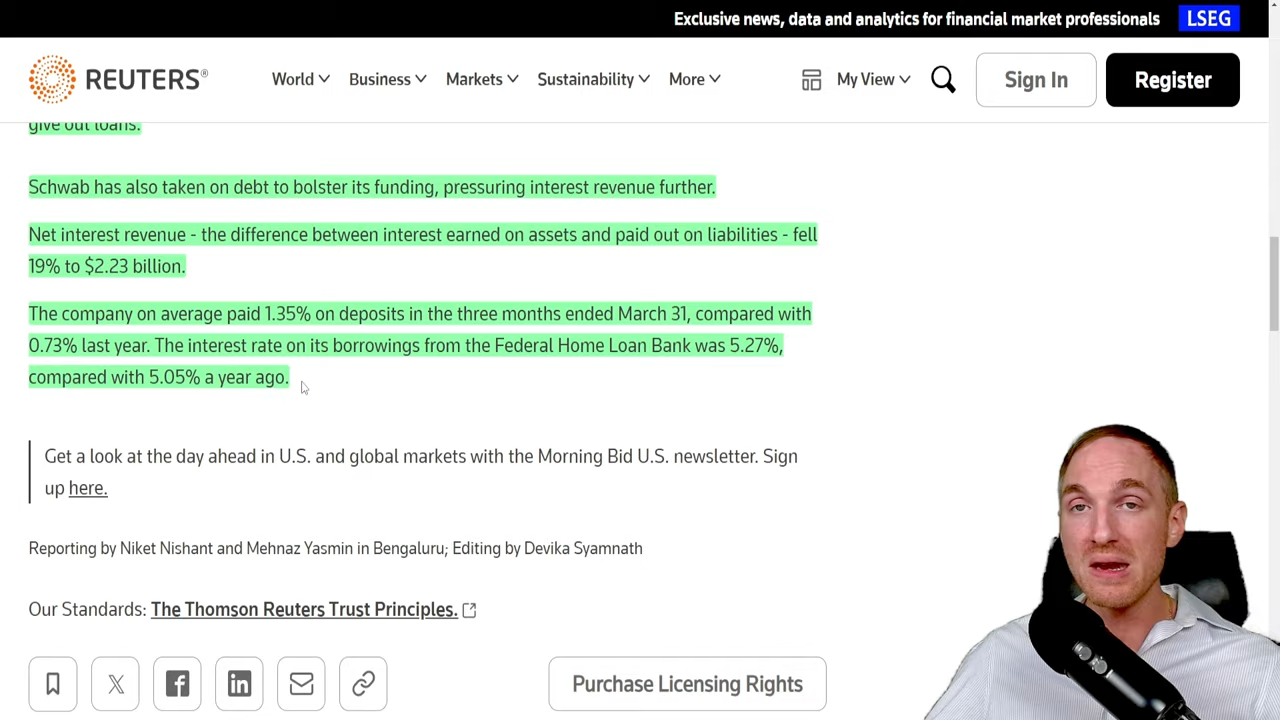 Exclusive news, data and analytics for financial market professionals LSEG
REUTERS® World Business Markets Sustainability More My View Sign In Register
give out loans.
Schwab has also taken on debt to bolster its funding, pressuring interest revenue further.
Net interest revenue - the difference between interest earned on assets and paid out on liabilities - fell
19% to $2.23 billion.
The company on average paid 1.35% on deposits in the three months ended March 31, compared with
0.73% last year. The interest rate on its borrowings from the Federal Home Loan Bank was 5.27%,
compared with 5.05% a year ago.
Get a look at the day ahead in U.S. and global markets with the Morning Bid U.S. newsletter. Sign
up here.
Reporting by Niket Nishant and Mehnaz Yasmin in Bengaluru; Editing by Devika Syamnath
Our Standards: The Thomson Reuters Trust Principles.
Purchase Licensing Rights